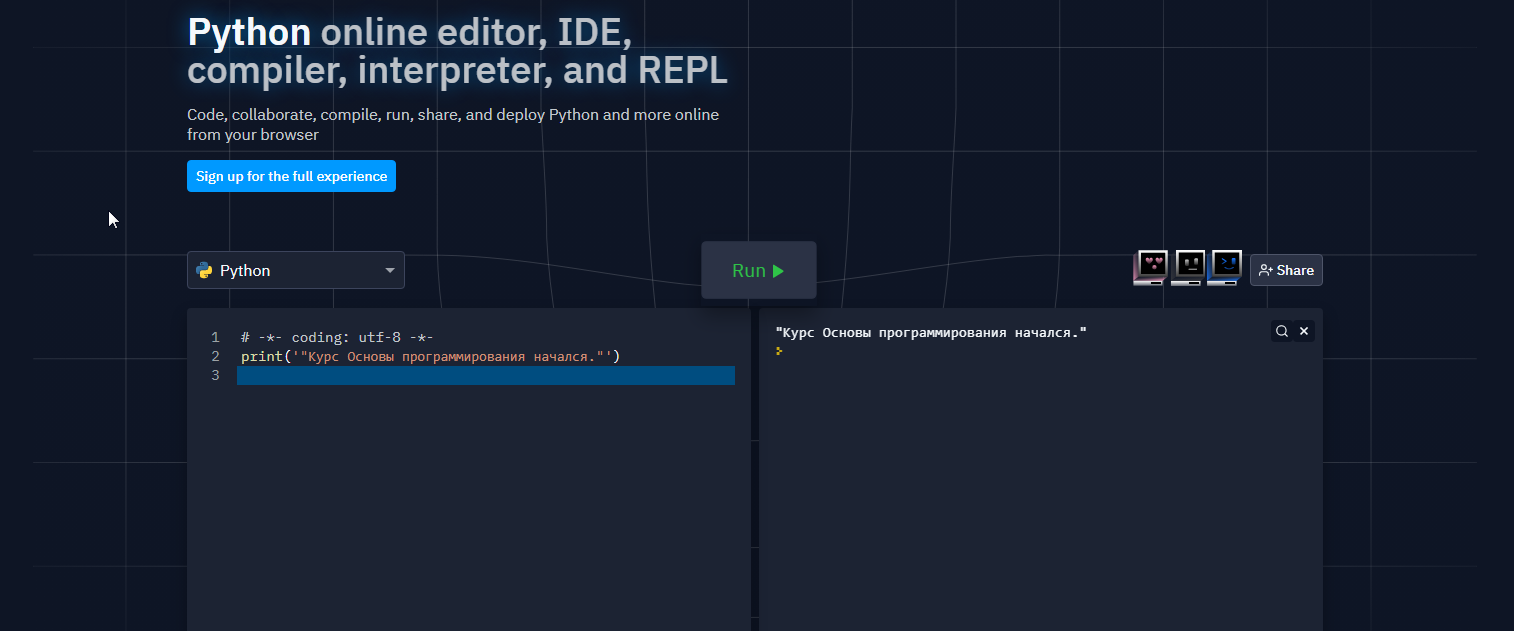 Python online editor, IDE,
compiler, interpreter, and REPL
Code, collaborate, compile, run, share, and deploy Python and more online
from your browser
Sign up for the full experience
Python
Run
Share
1 # -*- coding: utf-8 -*-
2 print('"Курс Основы программирования начался."')
3
"Курс Основы программирования начался."